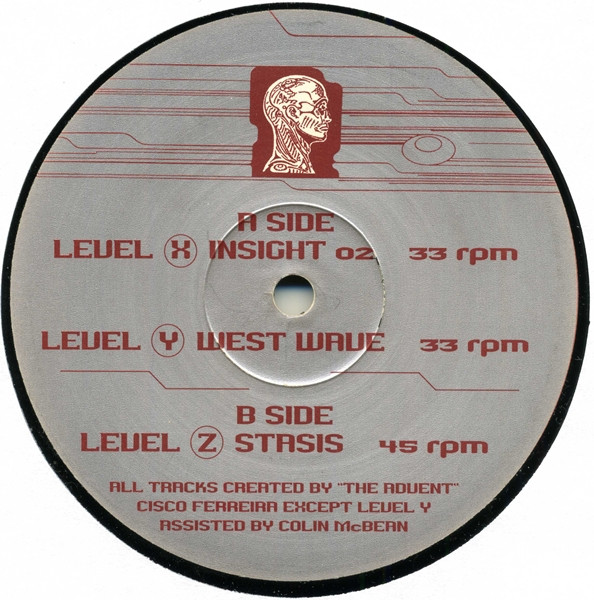 A SIDE
LEVEL X INSIGHT 02 33 rpm
LEVEL Y WEST WAVE 33 rpm
B SIDE
LEVEL Z STASIS 45 rpm
ALL TRACKS CREATED BY "THE ADVENT"
CISCO FERREIRA EXCEPT LEVEL Y
ASSISTED BY COLIN McBEAN